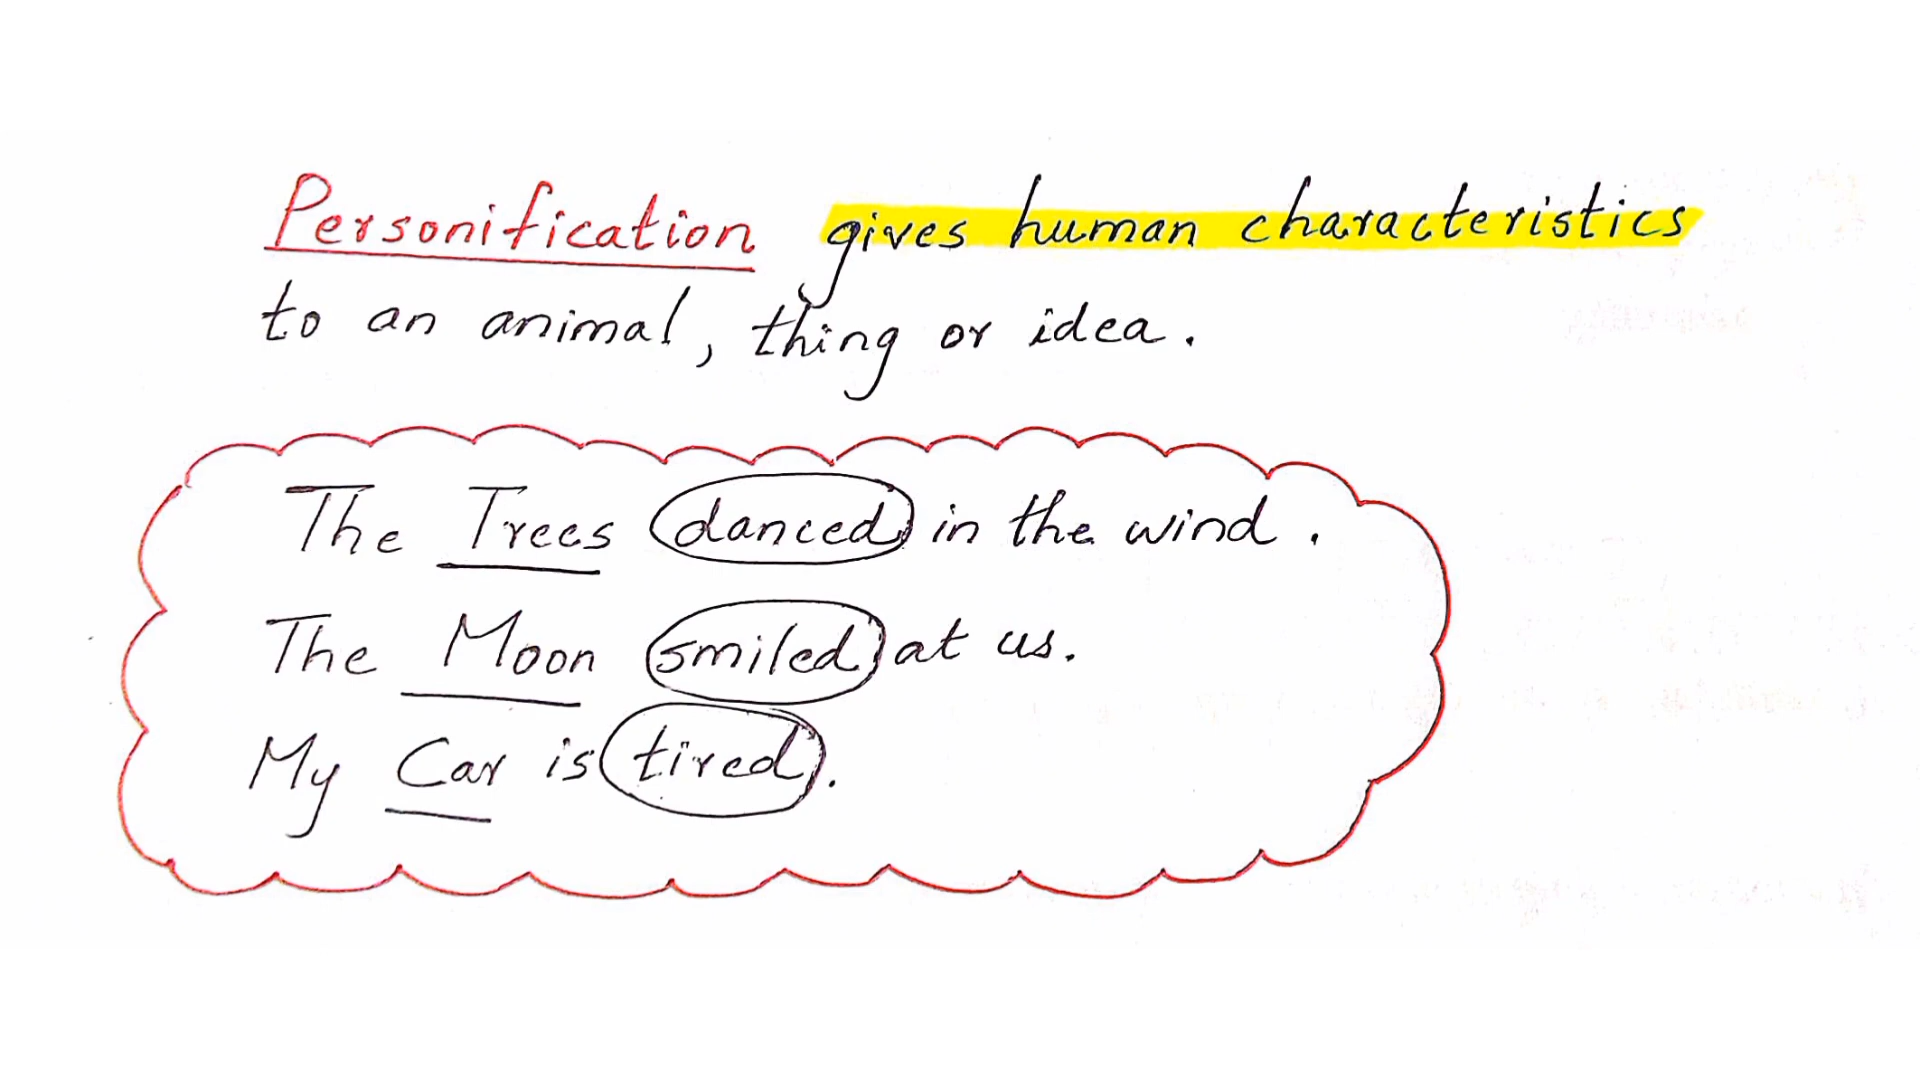 Personification gives human characteristics
to an animal, thing or idea.
The Trees danced in the wind.
The Moon smiled at us.
My Car is tired.